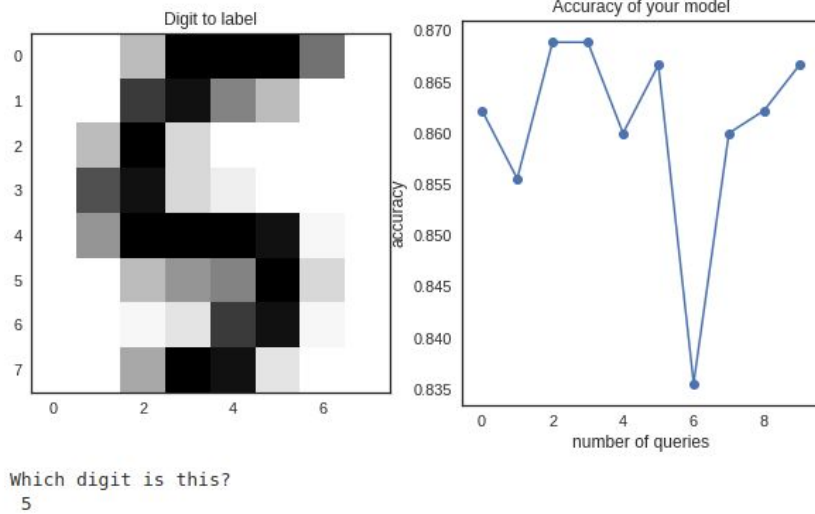 Digit to label
0
1
2
3
4
5
6
7
0 2 4 6
Accuracy of your model
accuracy
0.870
0.865
0.860
0.855
0.850
0.845
0.840
0.835
0 2 4 6 8
number of queries
Which digit is this?
5